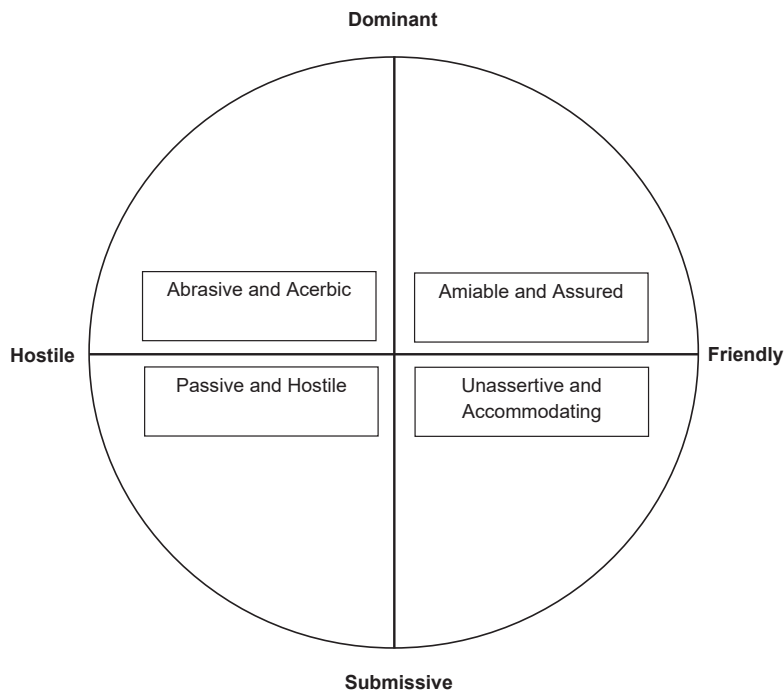 Dominant
Abrasive and Acerbic
Amiable and Assured
Hostile
Friendly
Passive and Hostile
Unassertive and
Accommodating
Submissive